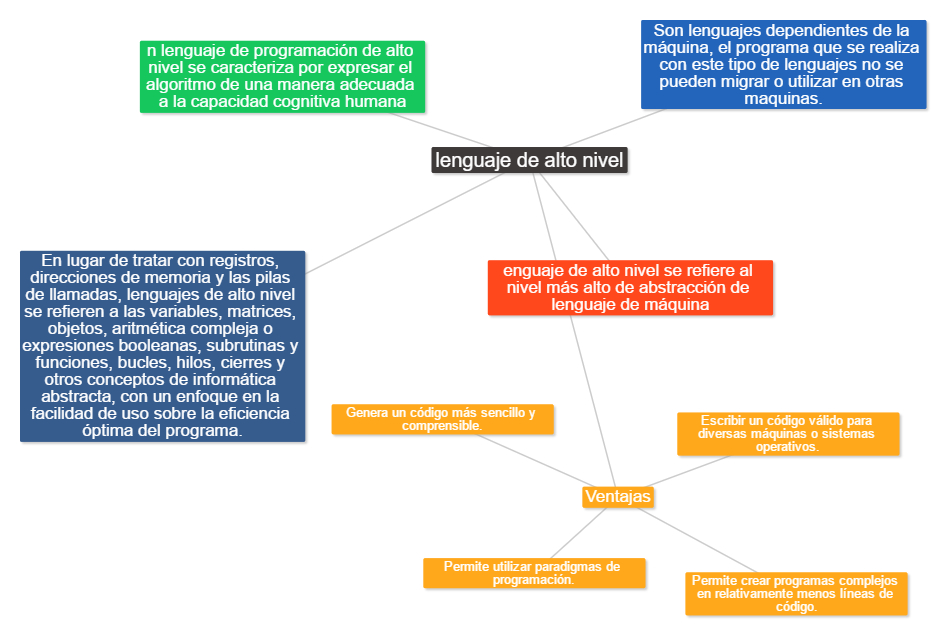 n lenguaje de programación de alto
nivel se caracteriza por expresar el
algoritmo de una manera adecuada
a la capacidad cognitiva humana
Son lenguajes dependientes de la
máquina, el programa que se realiza
con este tipo de lenguajes no se
pueden migrar o utilizar en otras
maquinas.
lenguaje de alto nivel
En lugar de tratar con registros,
direcciones de memoria y las pilas
de llamadas, lenguajes de alto nivel
se refieren a las variables, matrices,
objetos, aritmética compleja o
expresiones booleanas, subrutinas y
funciones, bucles, hilos, cierres y
otros conceptos de informática
abstracta, con un enfoque en la
facilidad de uso sobre la eficiencia
óptima del programa.
enguaje de alto nivel se refiere al
nivel más alto de abstracción de
lenguaje de máquina
Genera un código más sencillo y
comprensible.
Escribir un código válido para
diversas máquinas o sistemas
operativos.
Ventajas
Permite utilizar paradigmas de
programación.
Permite crear programas complejos
en relativamente menos líneas de
código.